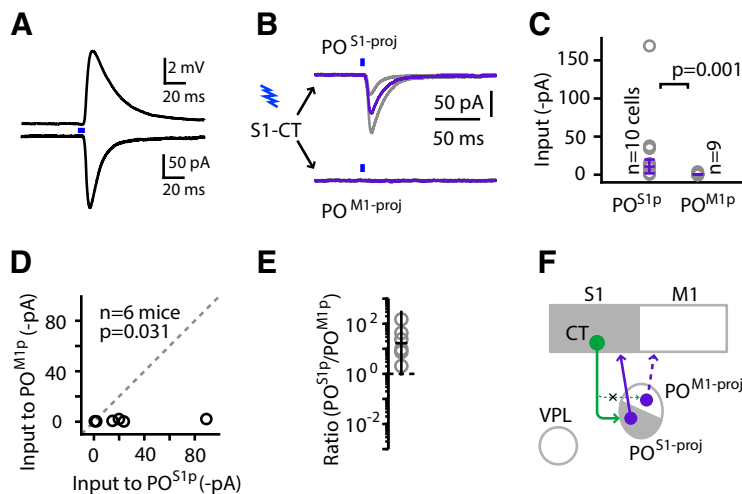 A
2 mV
20 ms
50 pA
20 ms
B
PO^S1-proj
S1-CT
50 pA
50 ms
PO^M1-proj
C
Input (-pA)
150
100
50
0
p=0.001
n=10 cells
n=9
PO^S1p
PO^M1p
D
n=6 mice
p=0.031
Input to PO^M1p (-pA)
80
40
0
0
40
80
Input to PO^S1p (-pA)
E
Ratio (PO^S1p/PO^M1p)
10^2
10^0
10^-2
F
S1
M1
CT
×
PO^M1-proj
VPL
PO^S1-proj